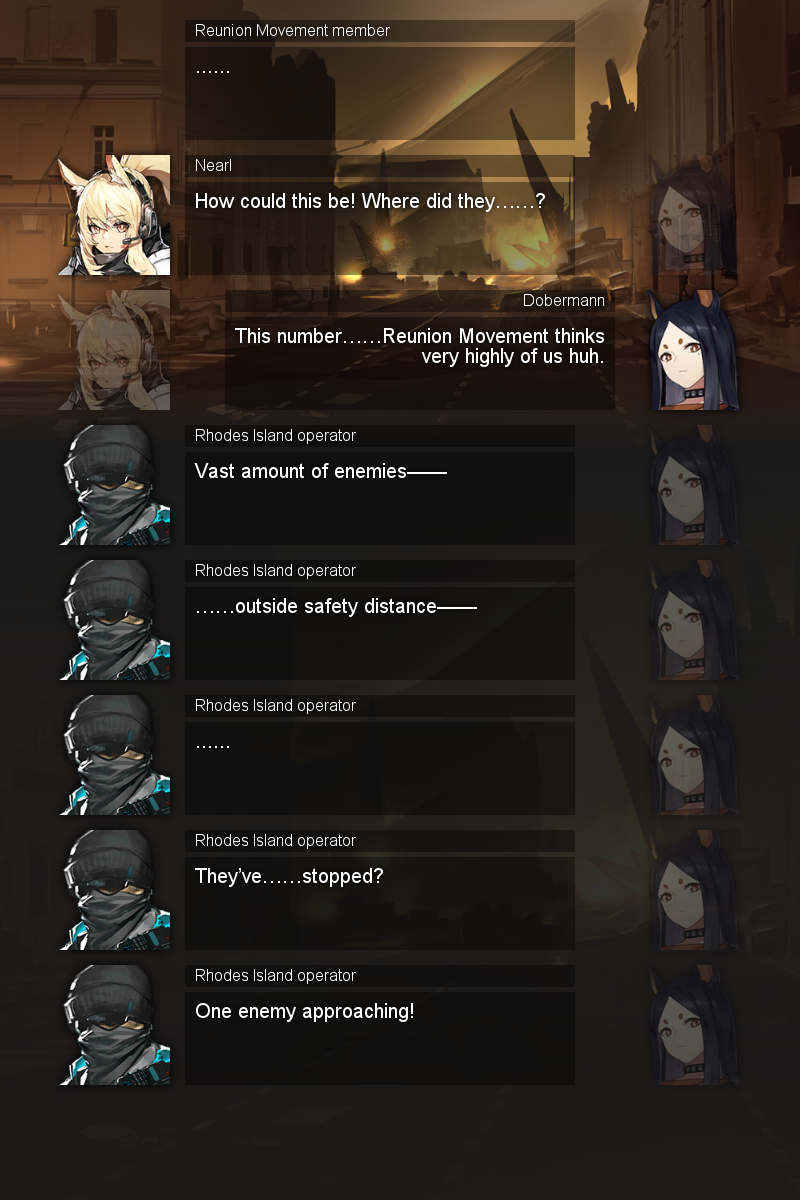 Reunion Movement member
……
Nearl
How could this be! Where did they……?
Dobermann
This number……Reunion Movement thinks
very highly of us huh.
Rhodes Island operator
Vast amount of enemies——
Rhodes Island operator
……outside safety distance——
Rhodes Island operator
……
Rhodes Island operator
They’ve……stopped?
Rhodes Island operator
One enemy approaching!